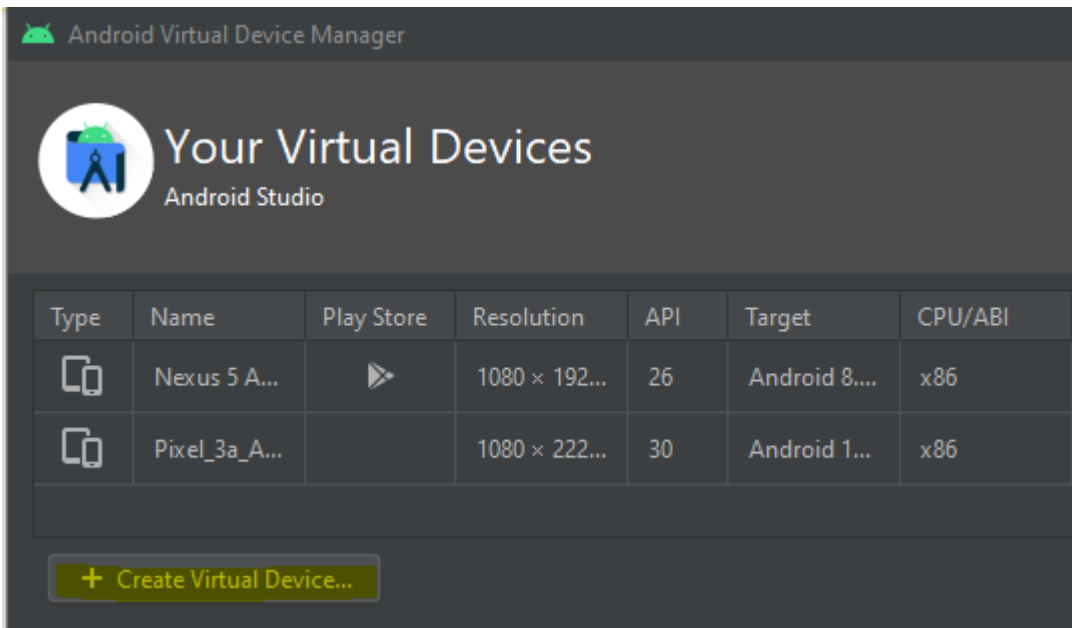 Android Virtual Device Manager
Your Virtual Devices
Android Studio
Type Name Play Store Resolution API Target CPU/ABI
Nexus 5 A... 1080 × 192... 26 Android 8.... x86
Pixel_3a_A... 1080 × 222... 30 Android 1... x86
+ Create Virtual Device...